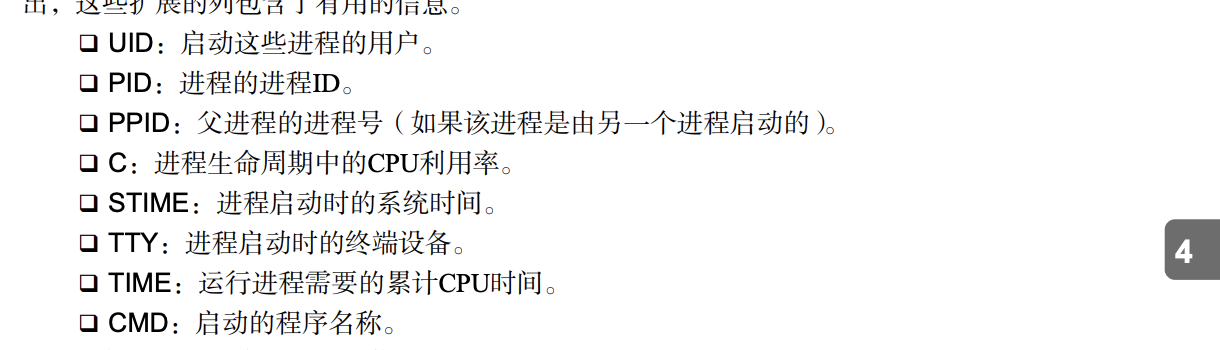 出，这些扩展的列包含了有用的信息。
❑ UID：启动这些进程的用户。
❑ PID：进程的进程ID。
❑ PPID：父进程的进程号（如果该进程是由另一个进程启动的）。
❑ C：进程生命周期中的CPU利用率。
❑ STIME：进程启动时的系统时间。
❑ TTY：进程启动时的终端设备。
4
❑ TIME：运行进程需要的累计CPU时间。
❑ CMD：启动的程序名称。